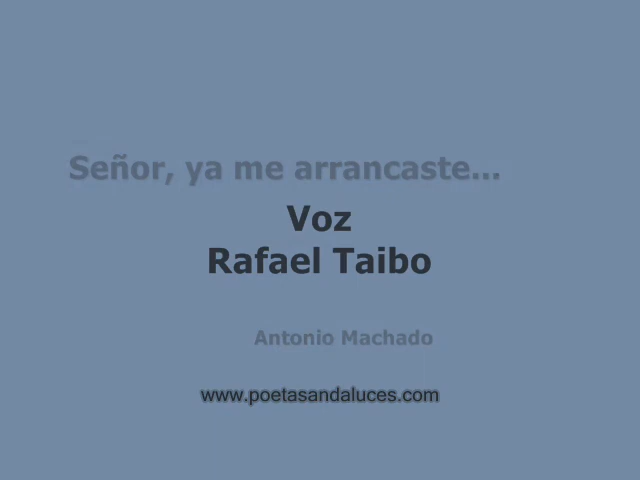 Señor, ya me arrancaste...
Voz
Rafael Taibo
Antonio Machado
www.poetasandaluces.com